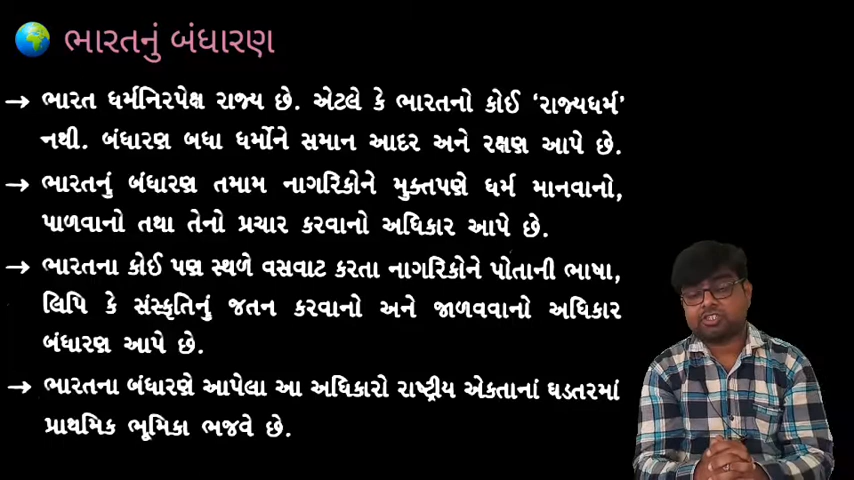 ભારતનું બંધારણ
→ ભારત ધર્મનિરપેક્ષ રાજ્ય છે. એટલે કે ભારતનો કોઈ ‘રાજ્યધર્મ’
નથી. બંધારણ બધા ધર્મોને સમાન આદર અને રક્ષણ આપે છે.
→ ભારતનું બંધારણ તમામ નાગરિકોને મુક્તપણે ધર્મ માનવાનો,
પાળવાનો તથા તેનો પ્રચાર કરવાનો અધિકાર આપે છે.
→ ભારતના કોઈ પણ સ્થળે વસવાટ કરતા નાગરિકોને પોતાની ભાષા,
લિપિ કે સંસ્કૃતિનું જતન કરવાનો અને જાળવવાનો અધિકાર
બંધારણ આપે છે.
→ ભારતના બંધારણે આપેલા આ અધિકારો રાષ્ટ્રીય એકતાનાં ઘડતરમાં
પ્રાથમિક ભૂમિકા ભજવે છે.